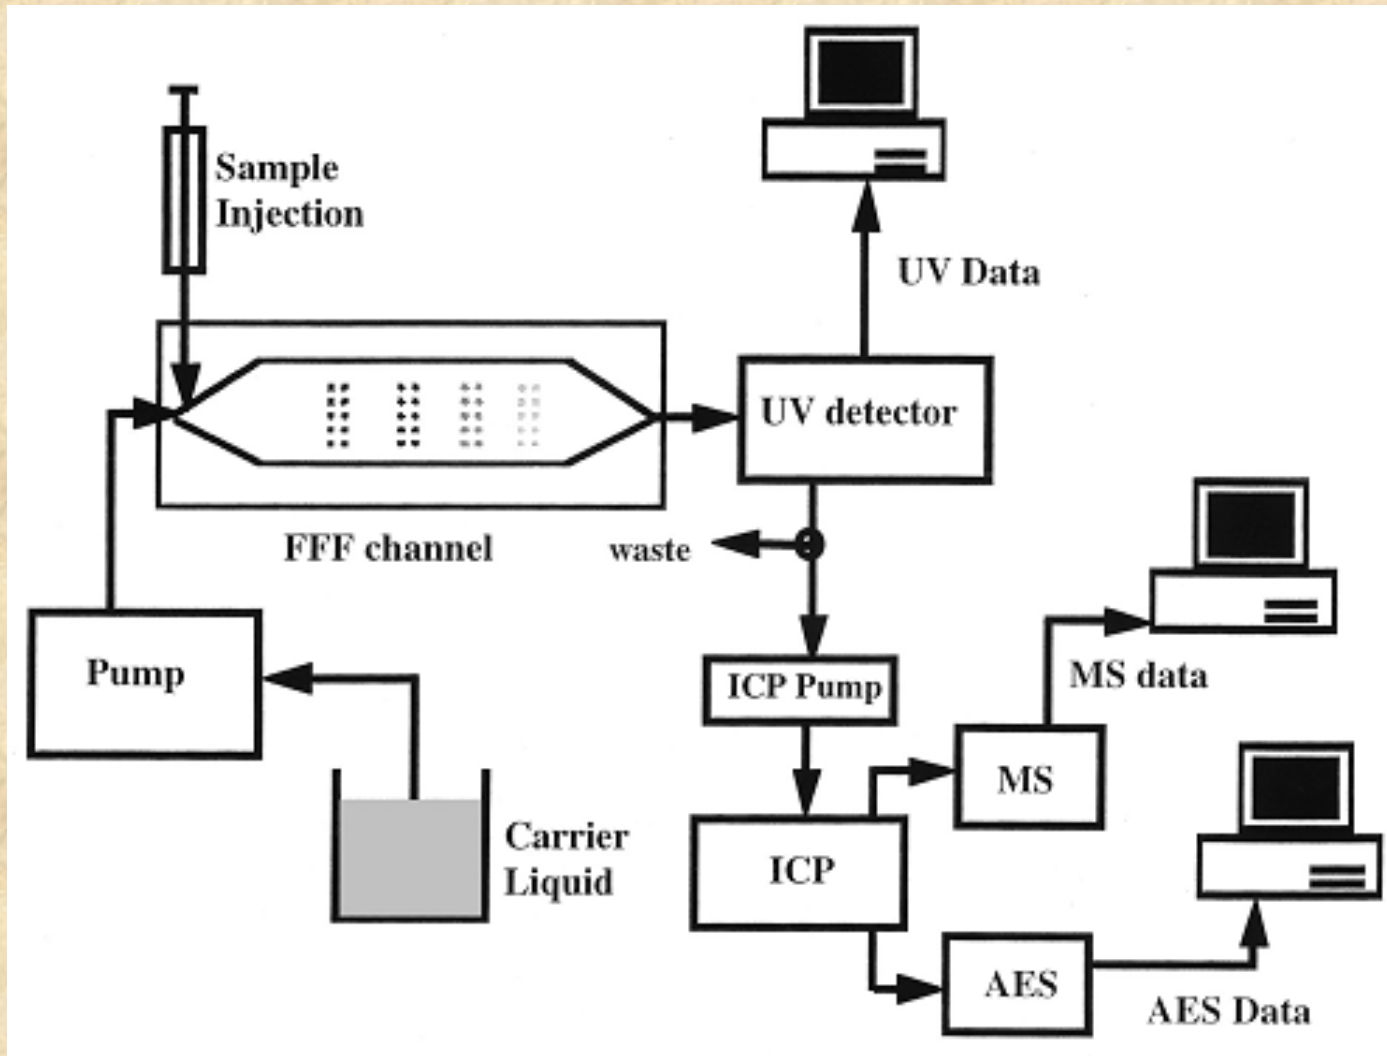 Sample
Injection
UV Data
UV detector
FFF channel
waste
Pump
ICP Pump
MS data
MS
Carrier
Liquid
ICP
AES
AES Data